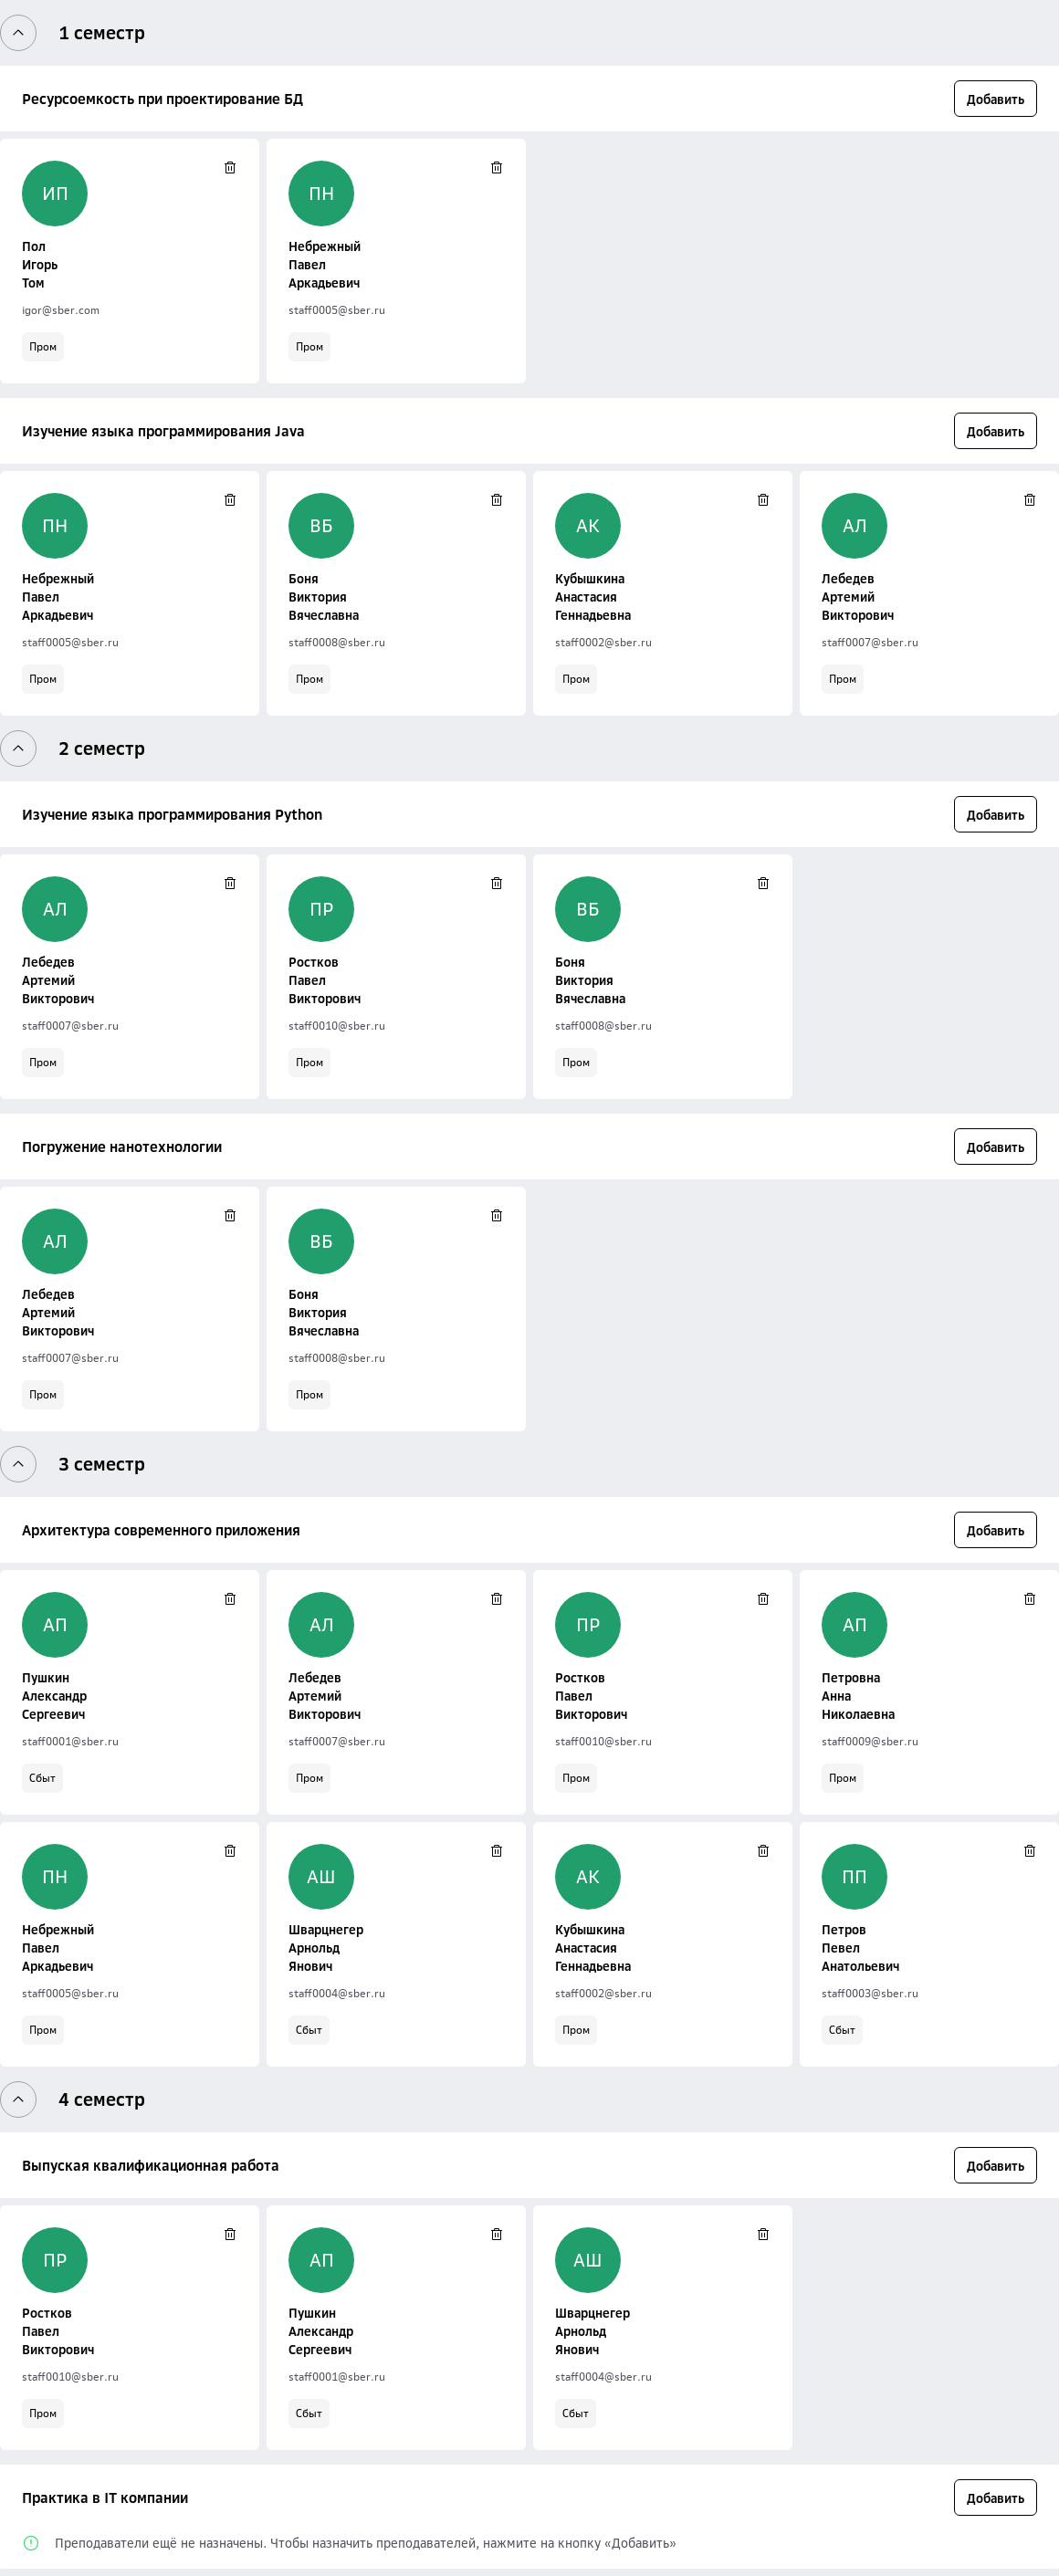 1 семестр
Ресурсоемкость при проектирование БД
Добавить
ИП
Пол
Игорь
Том
igor@sber.com
Пром
ПН
Небрежный
Павел
Аркадьевич
staff0005@sber.ru
Пром
Изучение языка программирования Java
Добавить
ПН
Небрежный
Павел
Аркадьевич
staff0005@sber.ru
Пром
ВБ
Боня
Виктория
Вячеславна
staff0008@sber.ru
Пром
АК
Кубышкина
Анастасия
Геннадьевна
staff0002@sber.ru
Пром
АЛ
Лебедев
Артемий
Викторович
staff0007@sber.ru
Пром
2 семестр
Изучение языка программирования Python
Добавить
АЛ
Лебедев
Артемий
Викторович
staff0007@sber.ru
Пром
ПР
Ростков
Павел
Викторович
staff0010@sber.ru
Пром
ВБ
Боня
Виктория
Вячеславна
staff0008@sber.ru
Пром
Погружение нанотехнологии
Добавить
АЛ
Лебедев
Артемий
Викторович
staff0007@sber.ru
Пром
ВБ
Боня
Виктория
Вячеславна
staff0008@sber.ru
Пром
3 семестр
Архитектура современного приложения
Добавить
АП
Пушкин
Александр
Сергеевич
staff0001@sber.ru
Сбыт
АЛ
Лебедев
Артемий
Викторович
staff0007@sber.ru
Пром
ПР
Ростков
Павел
Викторович
staff0010@sber.ru
Пром
АП
Петровна
Анна
Николаевна
staff0009@sber.ru
Пром
ПН
Небрежный
Павел
Аркадьевич
staff0005@sber.ru
Пром
АШ
Шварцнегер
Арнольд
Янович
staff0004@sber.ru
Сбыт
АК
Кубышкина
Анастасия
Геннадьевна
staff0002@sber.ru
Пром
ПП
Петров
Певел
Анатольевич
staff0003@sber.ru
Сбыт
4 семестр
Выпуская квалификационная работа
Добавить
ПР
Ростков
Павел
Викторович
staff0010@sber.ru
Пром
АП
Пушкин
Александр
Сергеевич
staff0001@sber.ru
Сбыт
АШ
Шварцнегер
Арнольд
Янович
staff0004@sber.ru
Сбыт
Практика в IT компании
Добавить
Преподаватели ещё не назначены. Чтобы назначить преподавателей, нажмите на кнопку «Добавить»